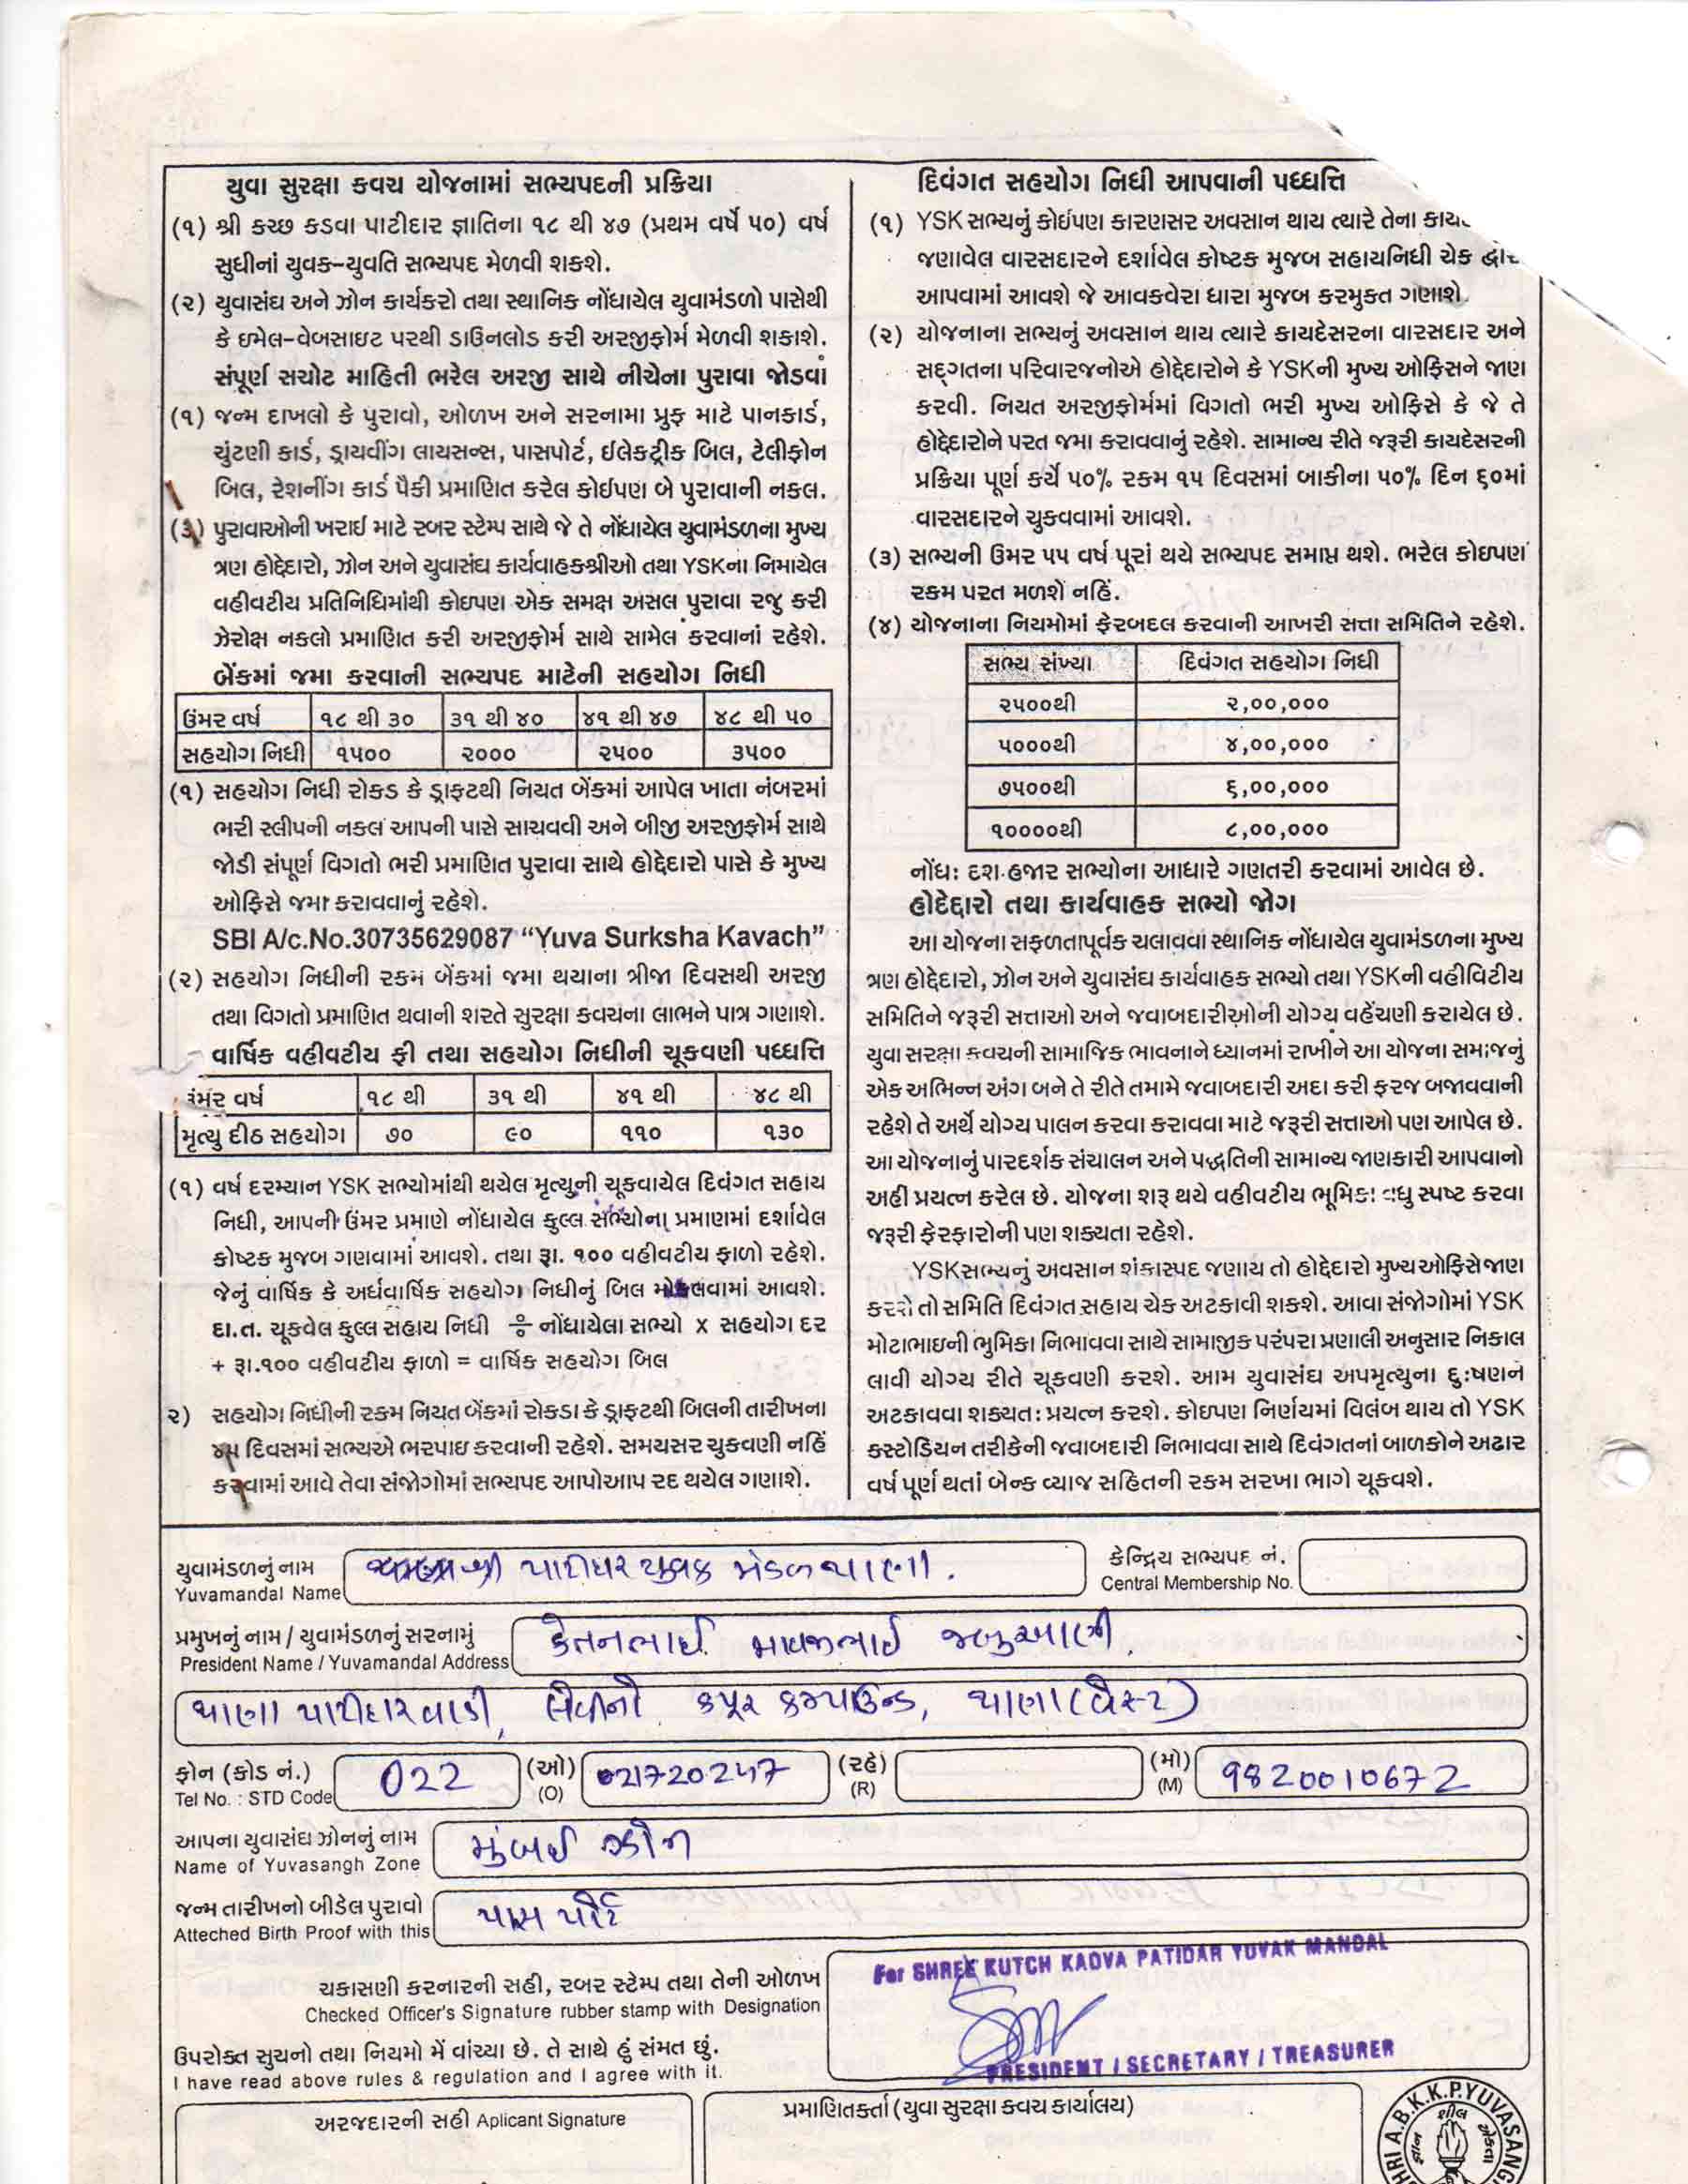 યુવા સુરક્ષા કવચ યોજનામાં સભ્યપદની પ્રક્રિયા
(૧) શ્રી કચ્છ કડવા પાટીદાર જ્ઞાતિના ૧૮ થી ૪૭ (પ્રથમ વર્ષે ૫૦) વર્ષ
સુધીનાં યુવક–યુવતિ સભ્યપદ મેળવી શકશે.
(૨) યુવાસંઘ અને ઝોન કાર્યકરો તથા સ્થાનિક નોંધાયેલ યુવામંડળો પાસેથી
કે ઇમેલ–વેબસાઇટ પરથી ડાઉનલોડ કરી અરજીફોર્મ મેળવી શકાશે.
સંપૂર્ણ સચોટ માહિતી ભરેલ અરજી સાથે નીચેના પુરાવા જોડવાં
(૧) જન્મ દાખલો કે પુરાવો, ઓળખ અને સરનામા પ્રુફ માટે પાનકાર્ડ,
ચુંટણી કાર્ડ, ડ્રાયવીંગ લાયસન્સ, પાસપોર્ટ, ઈલેક્ટ્રીક બિલ, ટેલીફોન
બિલ, રેશનીંગ કાર્ડ પૈકી પ્રમાણિત કરેલ કોઈપણ બે પુરાવાની નકલ.
(૩) પુરાવાઓની ખરાઈ માટે રબર સ્ટેમ્પ સાથે જે તે નોંધાયેલ યુવામંડળના મુખ્ય
ત્રણ હોદ્દેદારો, ઝોન અને યુવાસંઘ કાર્યવાહકશ્રીઓ તથા YSKના નિમાયેલ
વહીવટીય પ્રતિનિધિમાંથી કોઇપણ એક સમક્ષ અસલ પુરાવા રજુ કરી
ઝેરોક્ષ નકલો પ્રમાણિત કરી અરજીફોર્મ સાથે સામેલ કરવાનાં રહેશે.
બેંકમાં જમા કરવાની સભ્યપદ માટેની સહયોગ નિધી
ઉંમર વર્ષ ૧૮ થી ૩૦ ૩૧ થી ૪૦ ૪૧ થી ૪૭ ૪૮ થી ૫૦
સહયોગ નિધી ૧૫૦૦ ૨૦૦૦ ૨૫૦૦ ૩૫૦૦
(૧) સહયોગ નિધી રોકડ કે ડ્રાફટથી નિયત બેંકમાં આપેલ ખાતા નંબરમાં
ભરી સ્લીપની નકલ આપની પાસે સાચવવી અને બીજી અરજીફોર્મ સાથે
જોડી સંપૂર્ણ વિગતો ભરી પ્રમાણિત પુરાવા સાથે હોદ્દેદારો પાસે કે મુખ્ય
ઓફિસે જમા કરાવવાનું રહેશે.
SBI A/c.No.30735629087 “Yuva Surksha Kavach”
(૨) સહયોગ નિધીની રકમ બેંકમાં જમા થયાના ત્રીજા દિવસથી અરજી
તથા વિગતો પ્રમાણિત થવાની શરતે સુરક્ષા કવચના લાભને પાત્ર ગણાશે.
વાર્ષિક વહીવટીય ફી તથા સહયોગ નિધીની ચૂકવણી પધ્ધતિ
વર્ષ ૧૮ થી ૩૧ થી ૪૧ થી ૪૮ થી
મૃત્યુ દીઠ સહયોગ ૭૦ ૯૦ ૧૧૦ ૧૩૦
(૧) વર્ષ દરમ્યાન YSK સભ્યોમાંથી થયેલ મૃત્યુની ચૂકવાયેલ દિવંગત સહાય
નિધી, આપની ઉંમર પ્રમાણે નોંધાયેલ કુલ્લ સભ્યોના પ્રમાણમાં દર્શાવેલ
કોષ્ટક મુજબ ગણવામાં આવશે. તથા રૂા. ૧૦૦ વહીવટીય ફાળો રહેશે.
જેનું વાર્ષિક કે અર્ધવાર્ષિક સહયોગ નિધીનું બિલ મોકલવામાં આવશે.
દા.ત. ચૂકવેલ કુલ્લ સહાય નિધી ÷ નોંધાયેલા સભ્યો x સહયોગ દર
+ રૂા.૧૦૦ વહીવટીય ફાળો = વાર્ષિક સહયોગ બિલ
૨) સહયોગ નિધીની રકમ નિયત બેંકમાં રોકડા કે ડ્રાફટથી બિલની તારીખના
૪૫ દિવસમાં સભ્યએ ભરપાઇ કરવાની રહેશે. સમયસર ચુકવણી નહિં
કરવામાં આવે તેવા સંજોગોમાં સભ્યપદ આપોઆપ રદ થયેલ ગણાશે.
દિવંગત સહયોગ નિધી આપવાની પધ્ધત્તિ
(૧) YSK સભ્યનું કોઇપણ કારણસર અવસાન થાય ત્યારે તેના
જણાવેલ વારસદારને દર્શાવેલ કોષ્ટક મુજબ સહાયનિધી ચેક
આપવામાં આવશે જે આવકવેરા ધારા મુજબ કરમુક્ત ગણાશે.
(૨) યોજનાના સભ્યનું અવસાન થાય ત્યારે કાયદેસરના વારસદાર અને
સદ્ગતના પરિવારજનોએ હોદ્દેદારોને કે YSKની મુખ્ય ઓફિસને જાણ
કરવી. નિયત અરજીફોર્મમાં વિગતો ભરી મુખ્ય ઓફિસે કે જે તે
હોદ્દેદારોને પરત જમા કરાવવાનું રહેશે. સામાન્ય રીતે જરૂરી કાયદેસરની
પ્રક્રિયા પૂર્ણ કર્યે ૫૦% રકમ ૧૫ દિવસમાં બાકીના ૫૦% દિન ૬૦માં
વારસદારને ચુકવવામાં આવશે.
(૩) સભ્યની ઉમર ૫૫ વર્ષ પૂરાં થયે સભ્યપદ સમાપ્ત થશે. ભરેલ કોઇપણ
રકમ પરત મળશે નહિં.
(૪) યોજનાના નિયમોમાં ફેરબદલ કરવાની આખરી સત્તા સમિતિને રહેશે.
સભ્ય સંખ્યા દિવંગત સહયોગ નિધી
૨૫૦૦થી ૨,૦૦,૦૦૦
૫૦૦૦થી ૪,૦૦,૦૦૦
૭૫૦૦થી ૬,૦૦,૦૦૦
૧૦૦૦૦થી ૮,૦૦,૦૦૦
નોંધઃ દશ હજાર સભ્યોના આધારે ગણતરી કરવામાં આવેલ છે.
હોદેદ્દારો તથા કાર્યવાહક સભ્યો જોગ
આ યોજના સફળતાપૂર્વક ચલાવવા સ્થાનિક નોંધાયેલ યુવામંડળના મુખ્ય
ત્રણ હોદ્દેદારો, ઝોન અને યુવાસંઘ કાર્યવાહક સભ્યો તથા YSKની વહીવિટીય
સમિતિને જરૂરી સત્તાઓ અને જવાબદારીઓની યોગ્ય વહેંચણી કરાયેલ છે.
યુવા સરક્ષા કવચની સામાજિક ભાવનાને ધ્યાનમાં રાખીને આ યોજના સમાજનું
એક અભિન્ન અંગ બને તે રીતે તમામે જવાબદારી અદા કરી ફરજ બજાવવાની
રહેશે તે અર્થે યોગ્ય પાલન કરવા કરાવવા માટે જરૂરી સત્તાઓ પણ આપેલ છે.
આ યોજનાનું પારદર્શક સંચાલન અને પદ્ધતિની સામાન્ય જાણકારી આપવાનો
અહીં પ્રયત્ન કરેલ છે. યોજના શરૂ થયે વહીવટીય ભૂમિકા વધુ સ્પષ્ટ કરવા
જરૂરી ફેરફારોની પણ શક્યતા રહેશે.
YSKસભ્યનું અવસાન શંકાસ્પદ જણાય તો હોદ્દેદારો મુખ્ય ઓફિસે જાણ
કરશે તો સમિતિ દિવંગત સહાય ચેક અટકાવી શકશે. આવા સંજોગોમાં YSK
મોટાભાઇની ભુમિકા નિભાવવા સાથે સામાજીક પરંપરા પ્રણાલી અનુસાર નિકાલ
લાવી યોગ્ય રીતે ચૂકવણી કરશે. આમ યુવાસંઘ અપમૃત્યુના દુઃષણન
અટકાવવા શક્યતઃ પ્રયત્ન કરશે. કોઇપણ નિર્ણયમાં વિલંબ થાય તો YSK
કસ્ટોડિયન તરીકેની જવાબદારી નિભાવવા સાથે દિવંગતનાં બાળકોને અઢાર
વર્ષ પૂર્ણ થતાં બેન્ક વ્યાજ સહિતની રકમ સરખા ભાગે ચૂકવશે.
યુવામંડળનું નામ શ્રી પાટીદાર યુવક મંડળ થાણા. કેન્દ્રિય સભ્યપદ નં.
Yuvamandal Name Central Membership No.
પ્રમુખનું નામ / યુવામંડળનું સરનામું કેતનભાઈ માવજીભાઈ જબુઆણી
President Name / Yuvamandal Address
થાણા પાટીદાર વાડી, કપૂર કમ્પાઉન્ડ, થાણા (વેસ્ટ)
ફોન (કોડ નં.) 022 (ઓ) 021720247 (રહે) (મો) 9820010672
Tel No. : STD Code (O) (R) (M)
આપના યુવાસંઘ ઝોનનું નામ મુંબઈ ઝોન
Name of Yuvasangh Zone
જન્મ તારીખનો બીડેલ પુરાવો પાસ પોર્ટ
Atteched Birth Proof with this
For SHREE KUTCH KADVA PATIDAR YUVAK MANDAL
ચકાસણી કરનારની સહી, રબર સ્ટેમ્પ તથા તેની ઓળખ
Checked Officer's Signature rubber stamp with Designation
PRESIDENT / SECRETARY / TREASURER
ઉપરોક્ત સુચનો તથા નિયમો મેં વાંચ્યા છે. તે સાથે હું સંમત છું.
I have read above rules & regulation and I agree with it.
અરજદારની સહી Aplicant Signature
પ્રમાણિતકર્તા (યુવા સુરક્ષા કવચ કાર્યાલય)
SHRI A.B.K.K.P.YUVASANGH